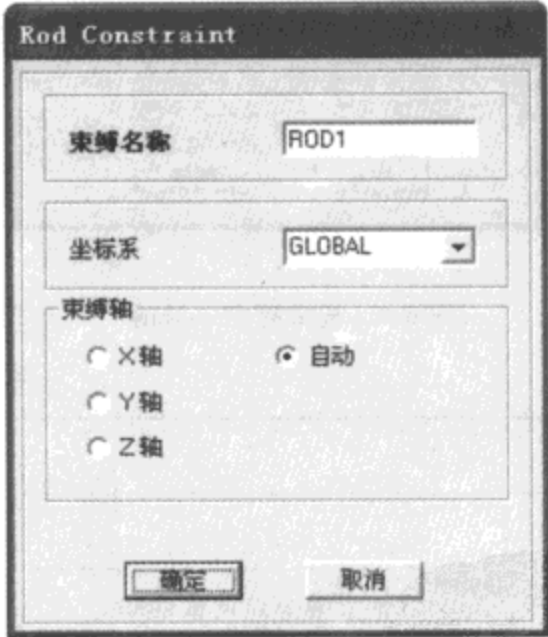 Rod Constraint
束缚名称 ROD1
坐标系 GLOBAL
束缚轴
X轴 自动
Y轴
Z轴
确定 取消